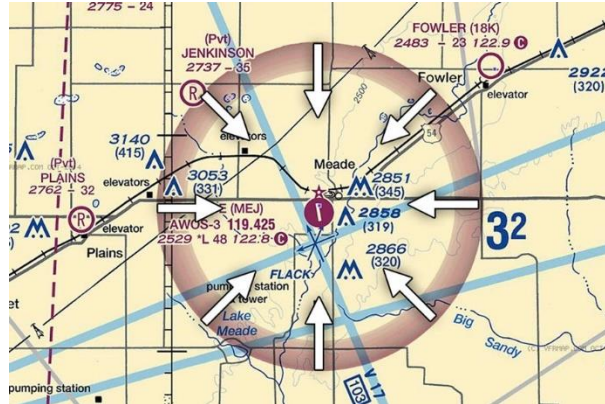 2775 - 24
(Pvt)
JENKINSON
2737 - 35
R
FOWLER (18K)
2483 - 23 122.9 C
Fowler
elevator
2922
(320)
2500
54
3140
(415)
elevators
Meade
(Pvt)
PLAINS
2762 - 32
elevators
3053
(331)
2851
(345)
R
elevator
Plains
E (MEJ)
AWOS-3 119.425
2529 *L 48 122.8 C
2858
(319)
32
2866
(320)
FLACK
station
tower
Lake
Meade
Big
Sandy
pumping station
103
V 17